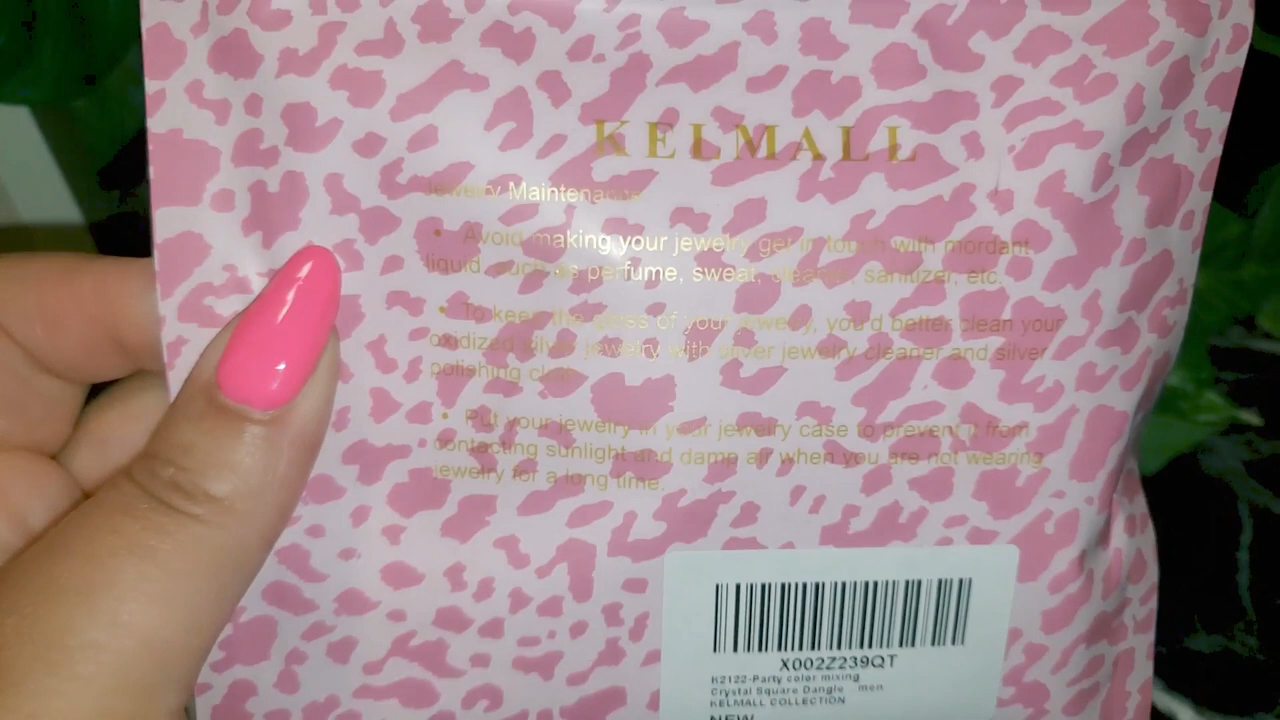 KELMALL
Jewelry Maintenance
• Avoid making your jewelry get in touch with mordant
liquid, such as perfume, sweat, cleaner, sanitizer, etc.
• To keep the gloss of your jewelry, you'd better clean your
oxidized silver jewelry with silver jewelry cleaner and silver
polishing cloth.
• Put your jewelry in your jewelry case to prevent it from
contacting sunlight and damp air when you are not wearing
jewelry for a long time.
X002Z239QT
K2122-Party color mixing
Crystal Square Dangle men
KELMALL COLLECTION
NEW